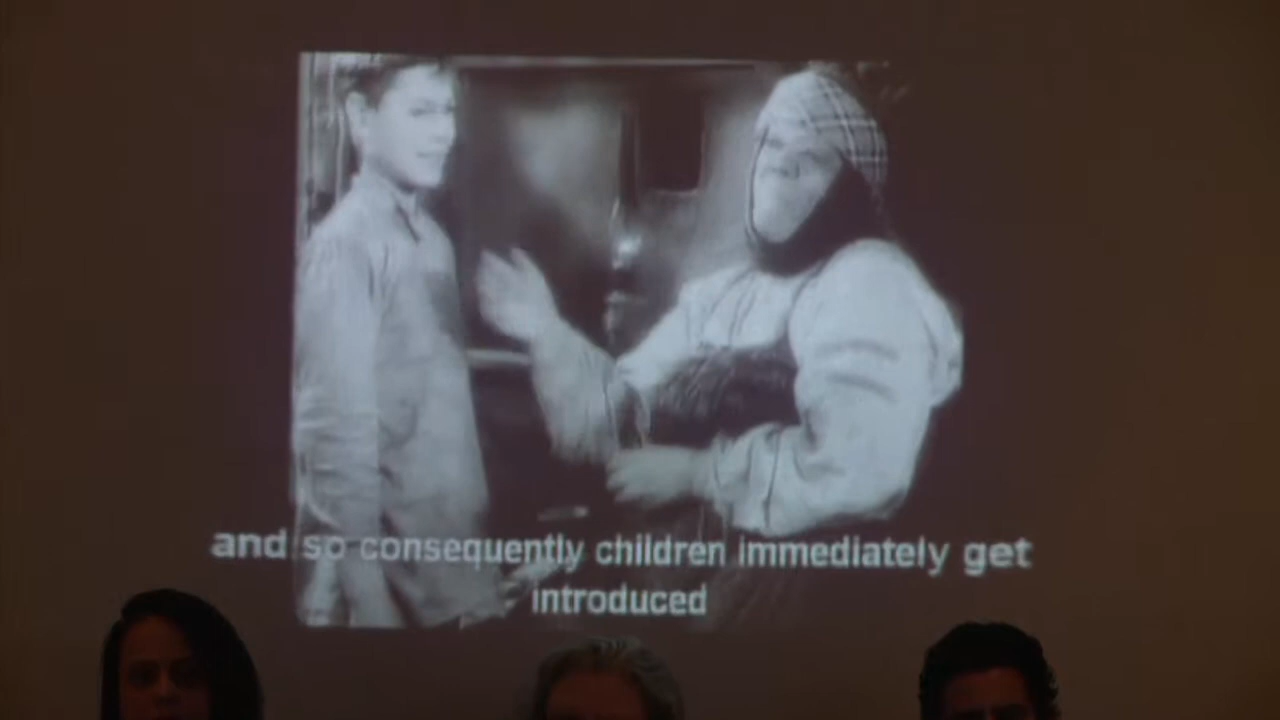 and so consequently children immediately get
introduced